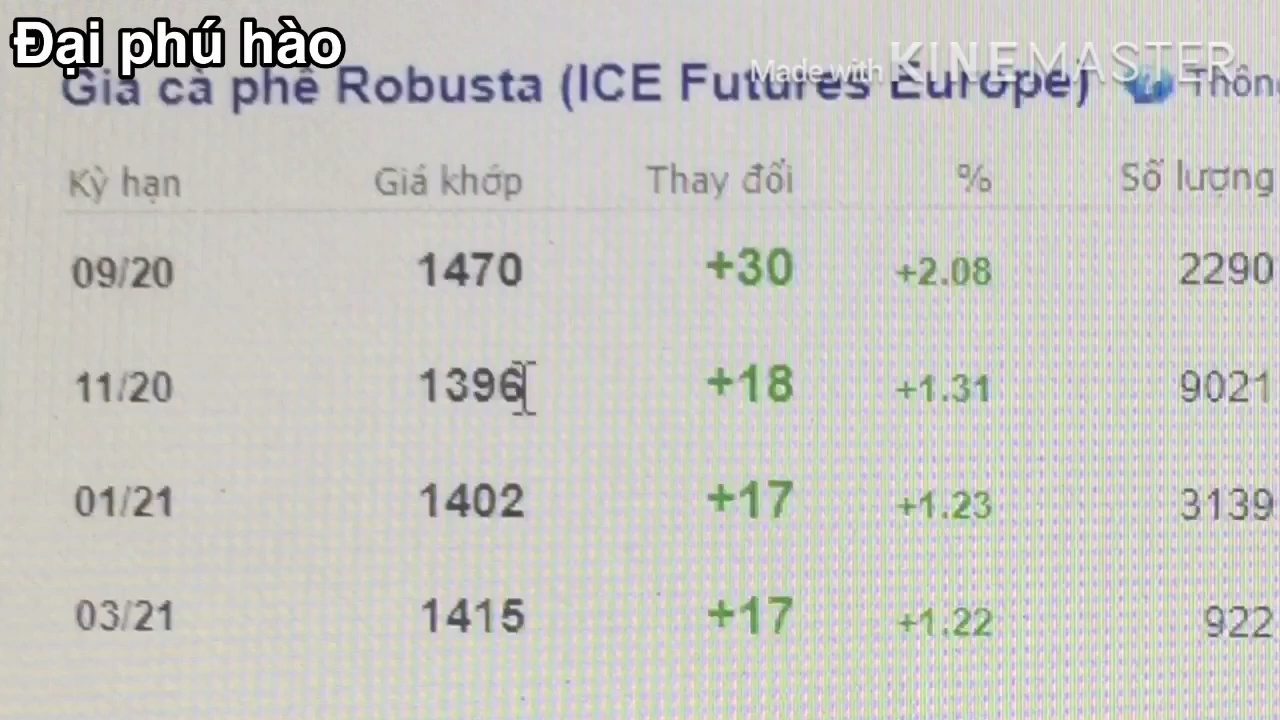 Đại phú hào
Made with KINEMASTER
Giá cà phê Robusta (ICE Futures Europe) Thông
Kỳ hạn Giá khớp Thay đổi % Số lượng
09/20 1470 +30 +2.08 2290
11/20 1396 +18 +1.31 9021
01/21 1402 +17 +1.23 3139
03/21 1415 +17 +1.22 922